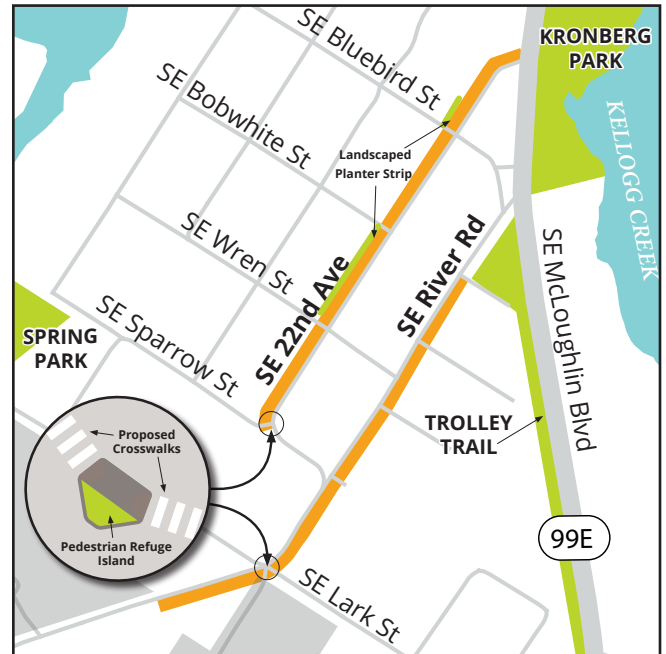 SE Bluebird St
KRONBERG
PARK
SE Bobwhite St
KELLOGG CREEK
Landscaped
Planter Strip
SE Wren St
SE 22nd Ave
SE River Rd
SE McLoughlin Blvd
SPRING
PARK
SE Sparrow St
TROLLEY
TRAIL
Proposed
Crosswalks
Pedestrian Refuge
Island
99E
SE Lark St